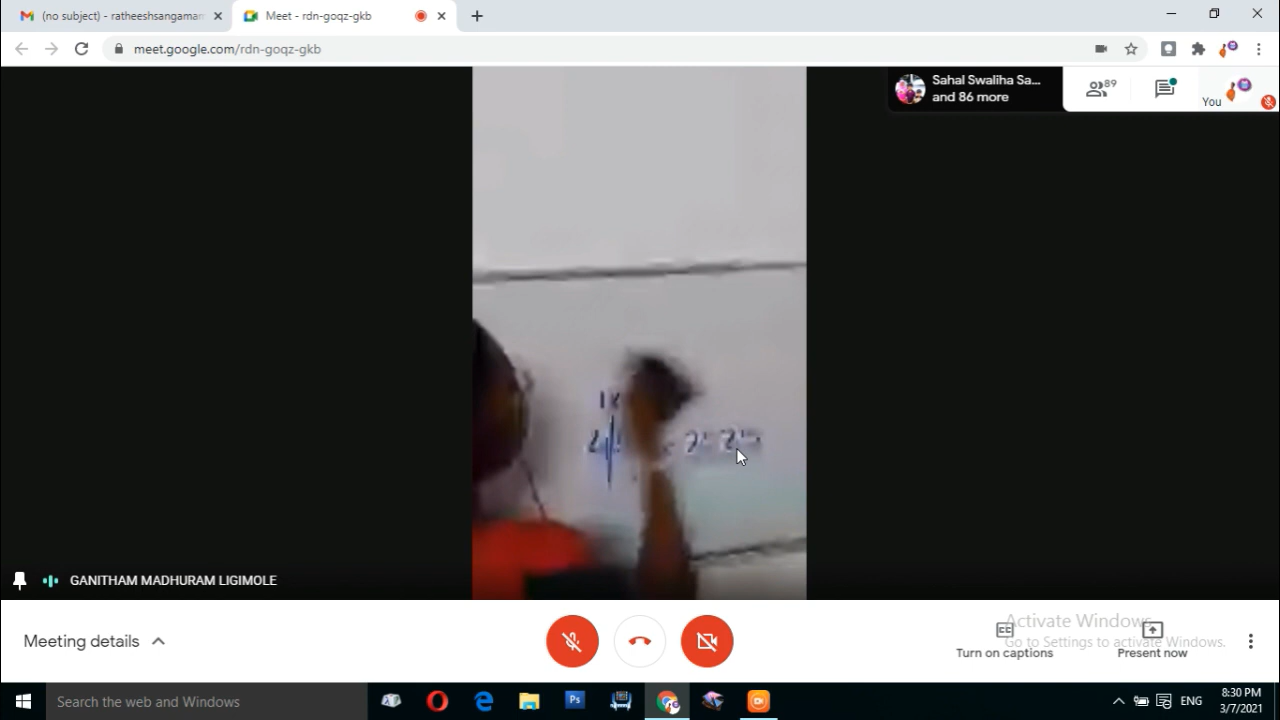 (no subject) - ratheeshsangamam
Meet - rdn-goqz-gkb
meet.google.com/rdn-goqz-gkb
Sahal Swaliha Sa...
and 86 more
89
You
GANITHAM MADHURAM LIGIMOLE
Meeting details
Activate Windows
Go to Settings to activate Windows.
Turn on captions
Present now
Search the web and Windows
ENG
8:30 PM
3/7/2021